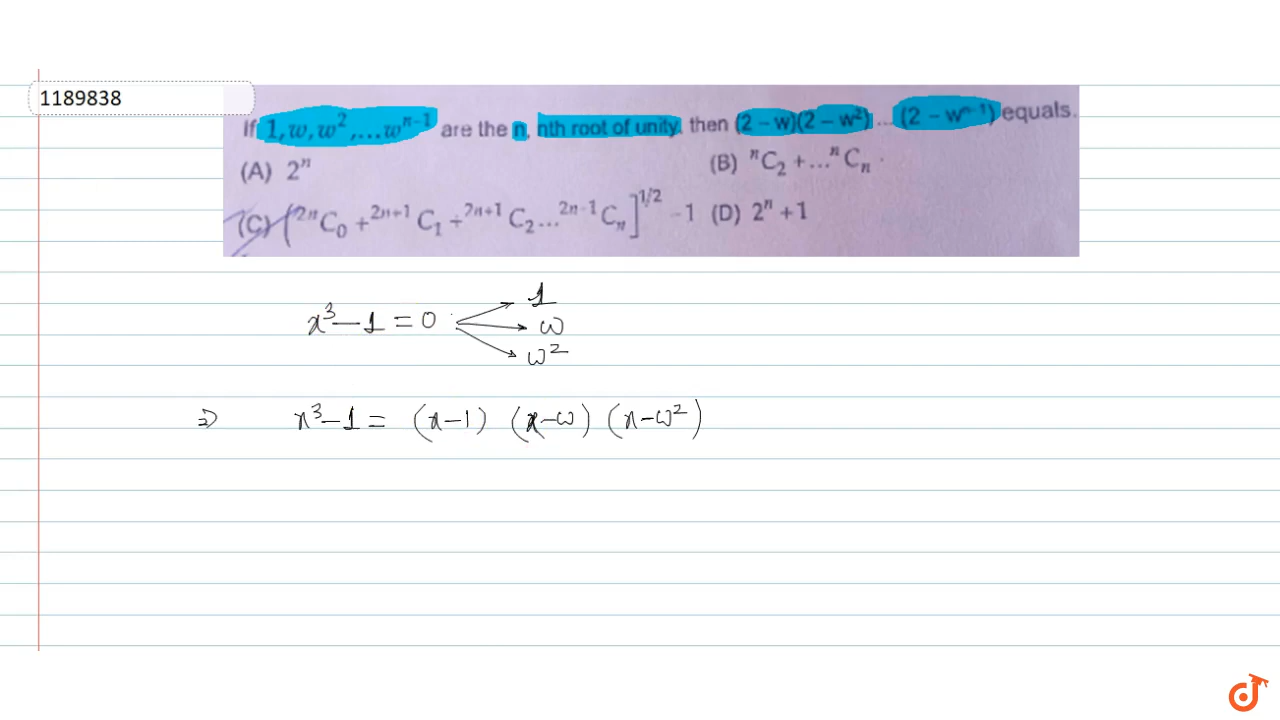 1189838
If 1, w, w², ...wⁿ⁻¹ are the n, nth root of unity, then (2 − w)(2 − w²) ... (2 − wⁿ⁻¹) equals.
(A) 2ⁿ (B) ⁿC₂ + ...ⁿCₙ
(C) (²ⁿC₀ + ²ⁿ⁺¹C₁ + ²ⁿ⁺¹C₂ ... ²ⁿ⁻¹Cₙ]^1/2 − 1 (D) 2ⁿ + 1
x³ − 1 = 0
1
ω
ω²
⇒ x³ − 1 = (x − 1) (x − ω) (x − ω²)